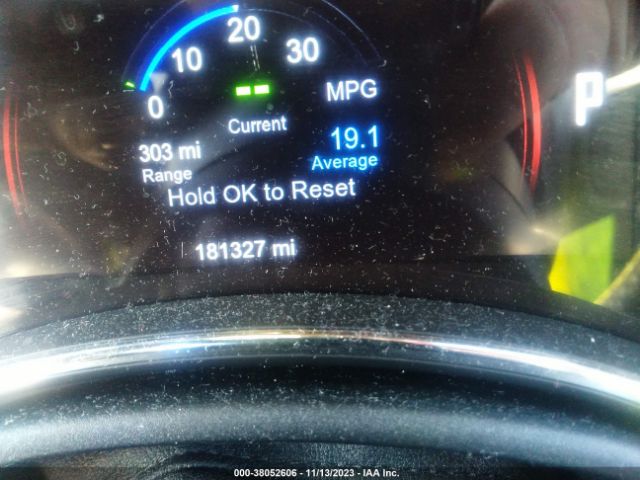 20
10 30
0 MPG
Current
19.1
303 mi
Average
Range
Hold OK to Reset
181327 mi
P
000-38052606 - 11/13/2023 - IAA Inc.